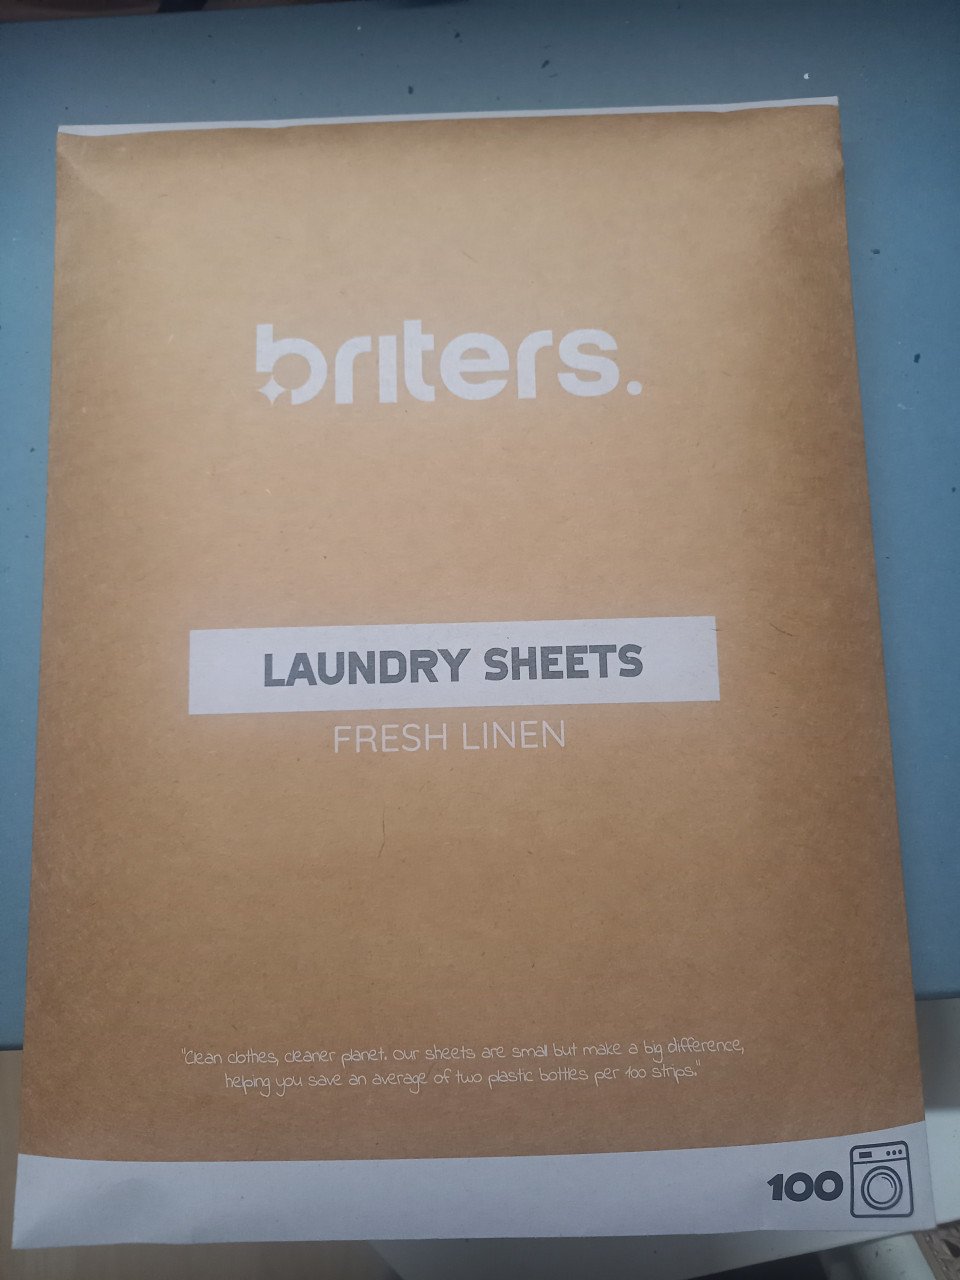 briters.
LAUNDRY SHEETS
FRESH LINEN
"Clean clothes, cleaner planet. Our sheets are small but make a big difference,
helping you save an average of two plastic bottles per 100 strips."
100